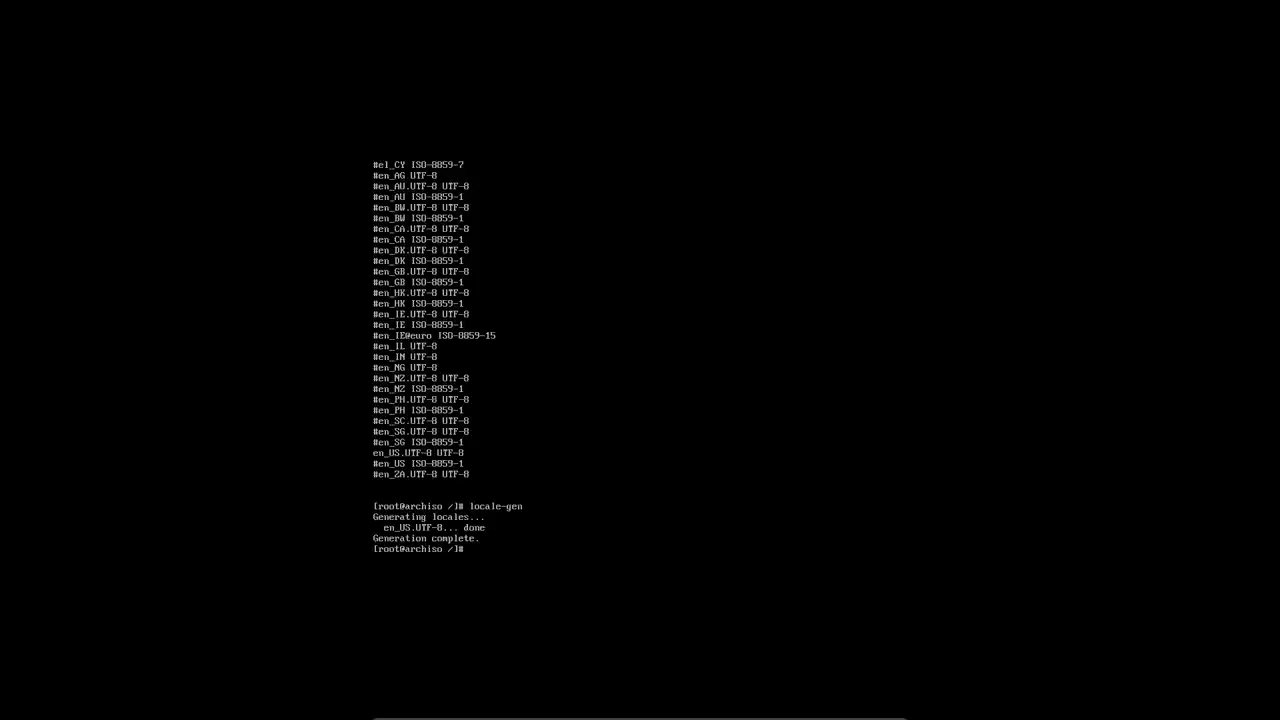 #el_CY ISO-8859-7
#en_AG UTF-8
#en_AU.UTF-8 UTF-8
#en_AU ISO-8859-1
#en_BW.UTF-8 UTF-8
#en_BW ISO-8859-1
#en_CA.UTF-8 UTF-8
#en_CA ISO-8859-1
#en_DK.UTF-8 UTF-8
#en_DK ISO-8859-1
#en_GB.UTF-8 UTF-8
#en_GB ISO-8859-1
#en_HK.UTF-8 UTF-8
#en_HK ISO-8859-1
#en_IE.UTF-8 UTF-8
#en_IE ISO-8859-1
#en_IE@euro ISO-8859-15
#en_IL UTF-8
#en_IN UTF-8
#en_NG UTF-8
#en_NZ.UTF-8 UTF-8
#en_NZ ISO-8859-1
#en_PH.UTF-8 UTF-8
#en_PH ISO-8859-1
#en_SC.UTF-8 UTF-8
#en_SG.UTF-8 UTF-8
#en_SG ISO-8859-1
en_US.UTF-8 UTF-8
#en_US ISO-8859-1
#en_ZA.UTF-8 UTF-8
[root@archiso /]# locale-gen
Generating locales...
en_US.UTF-8... done
Generation complete.
[root@archiso /]#